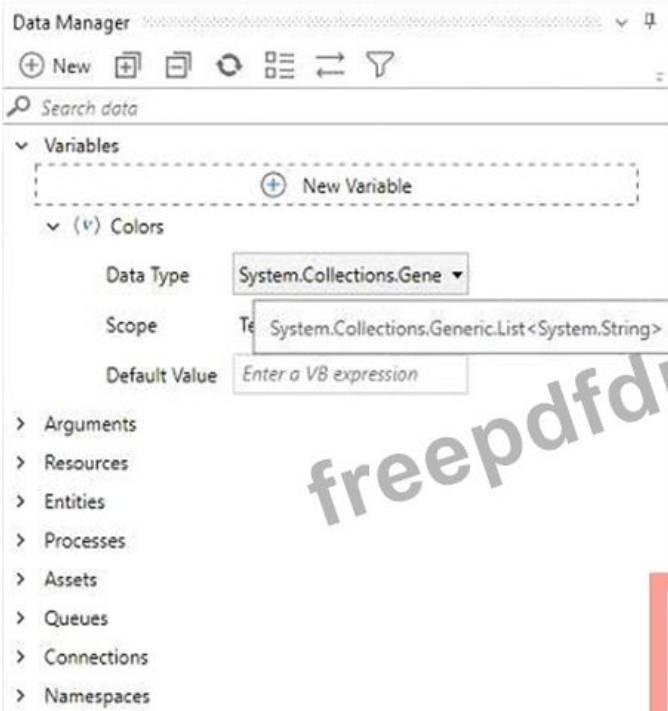 Data Manager
New
Search data
Variables
New Variable
(v) Colors
Data Type System.Collections.Gene
Scope Te System.Collections.Generic.List<System.String>
Default Value Enter a VB expression
Arguments
Resources
Entities
Processes
Assets
Queues
Connections
Namespaces
freepdfd